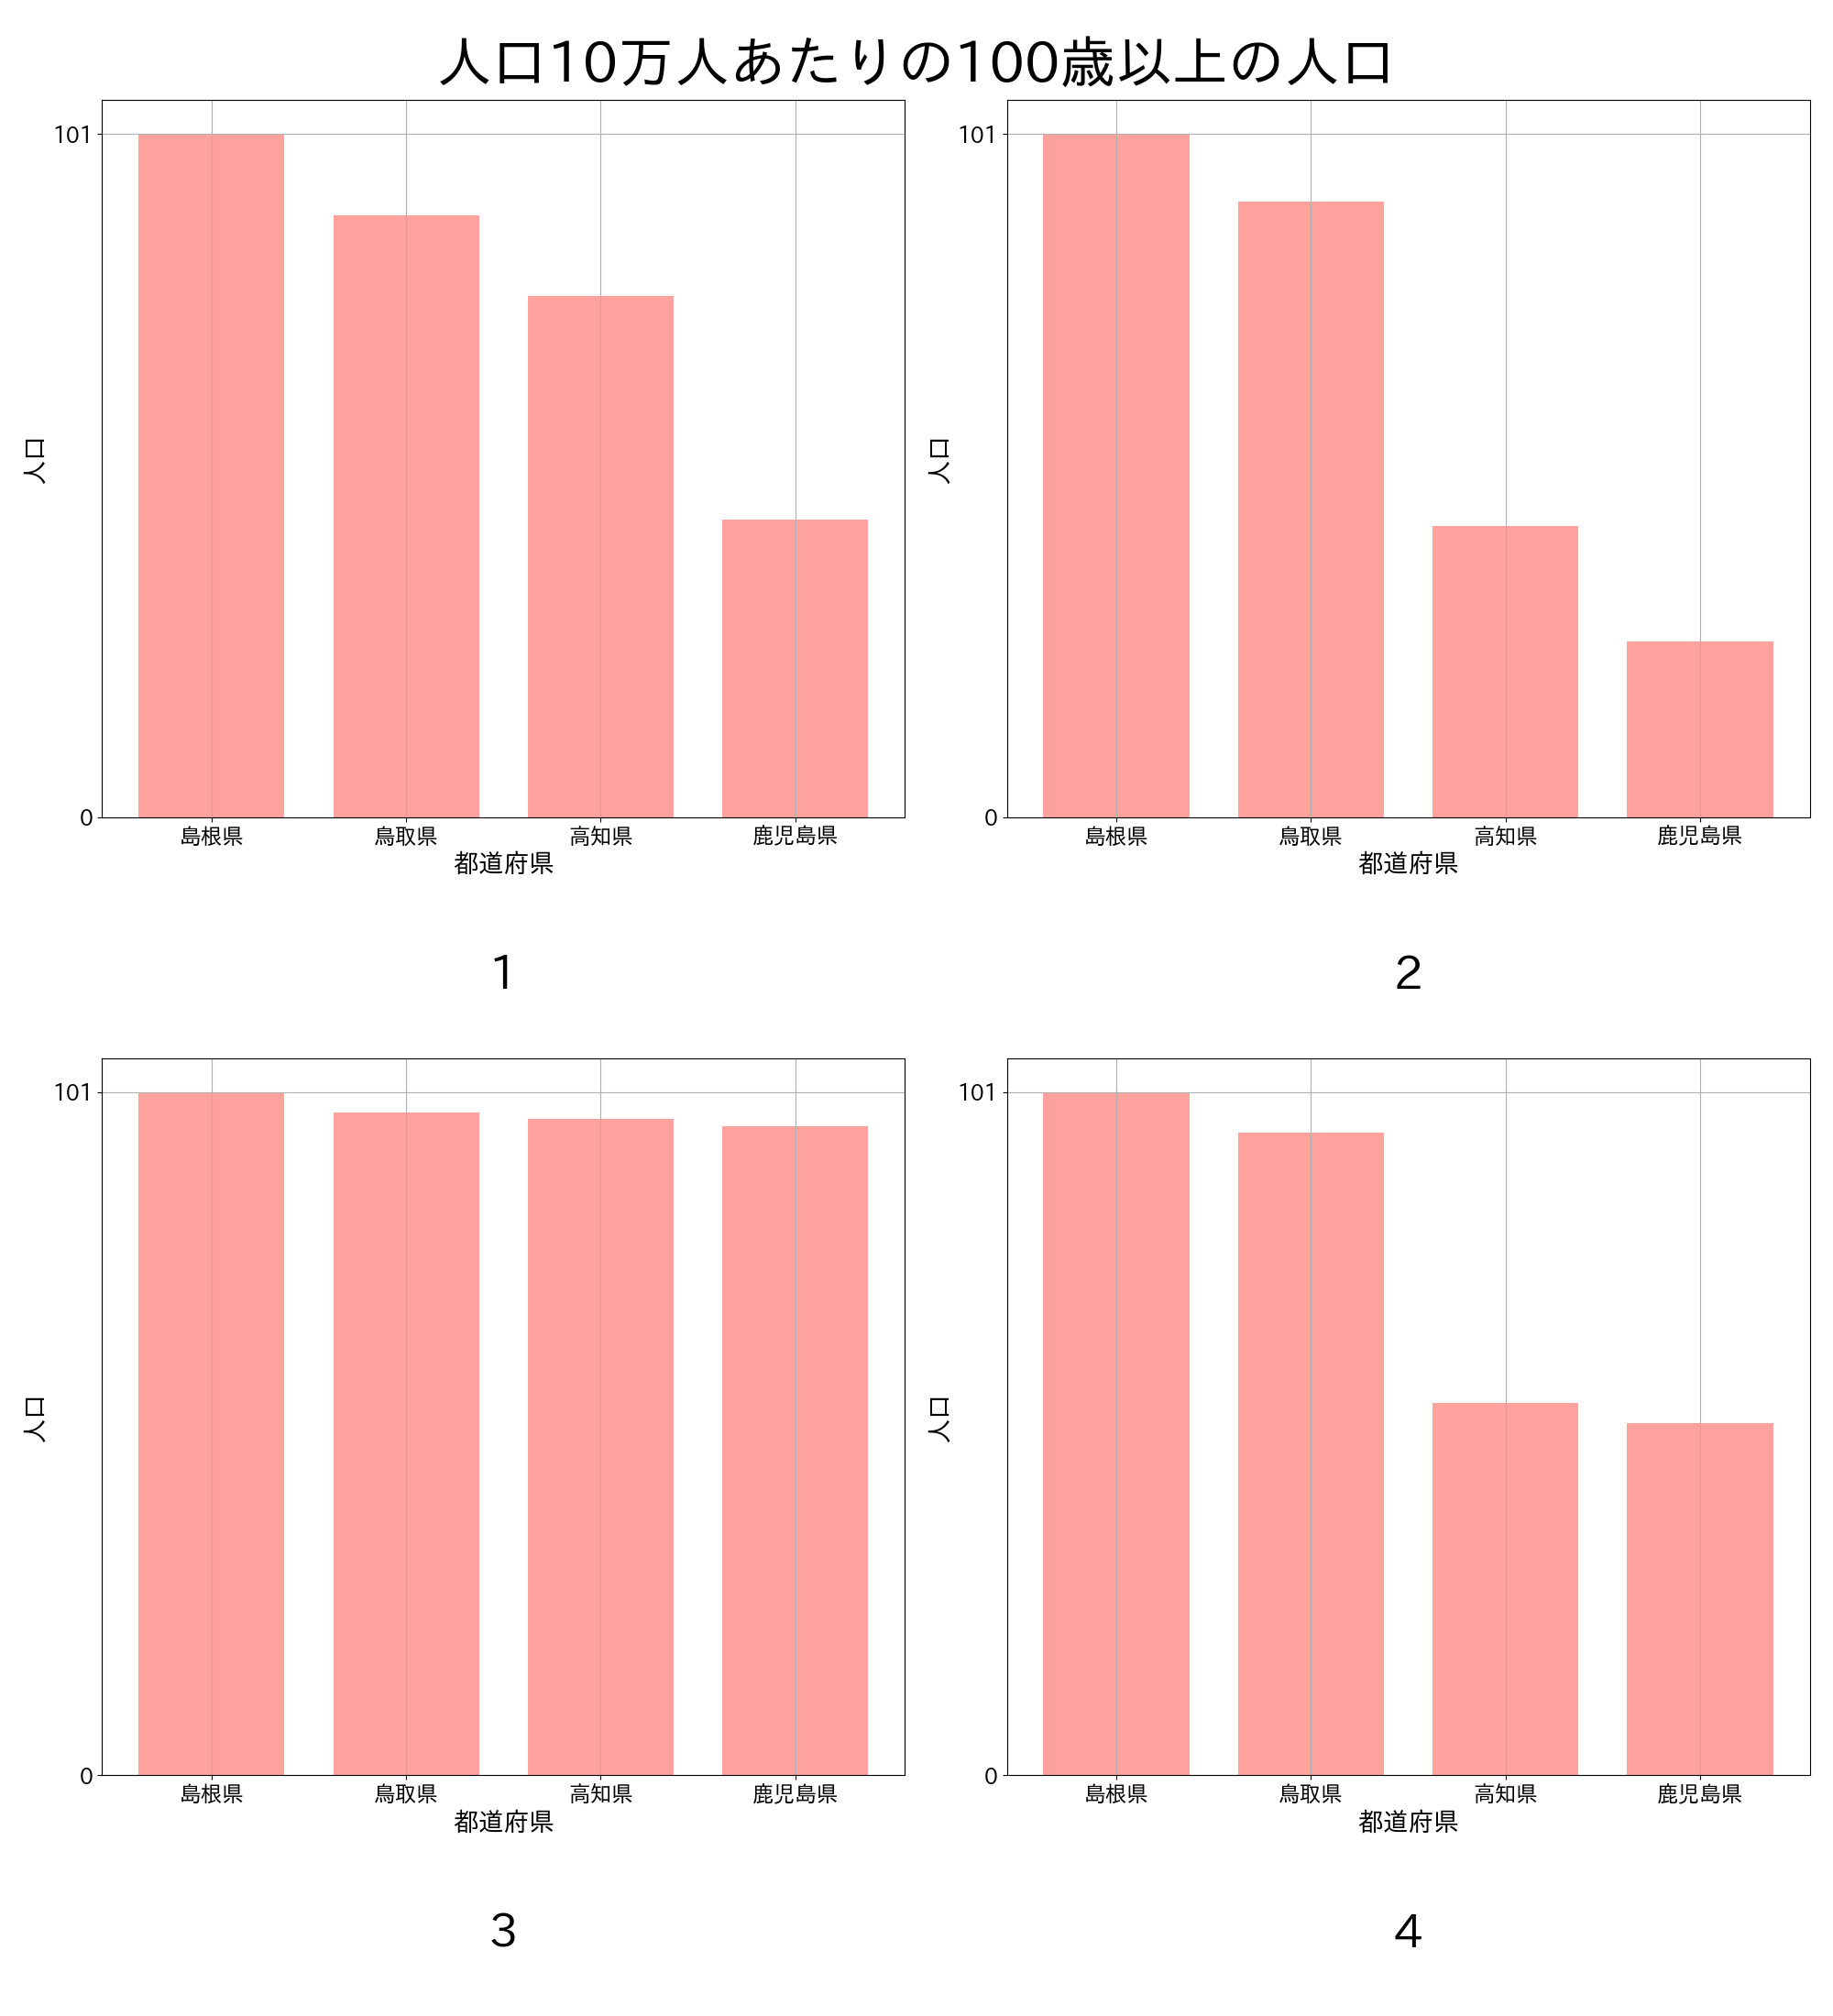 人口10万人あたりの100歳以上の人口
101
0
人口
島根県 鳥取県 高知県 鹿児島県
都道府県
1
101
0
人口
島根県 鳥取県 高知県 鹿児島県
都道府県
2
101
0
人口
島根県 鳥取県 高知県 鹿児島県
都道府県
3
101
0
人口
島根県 鳥取県 高知県 鹿児島県
都道府県
4